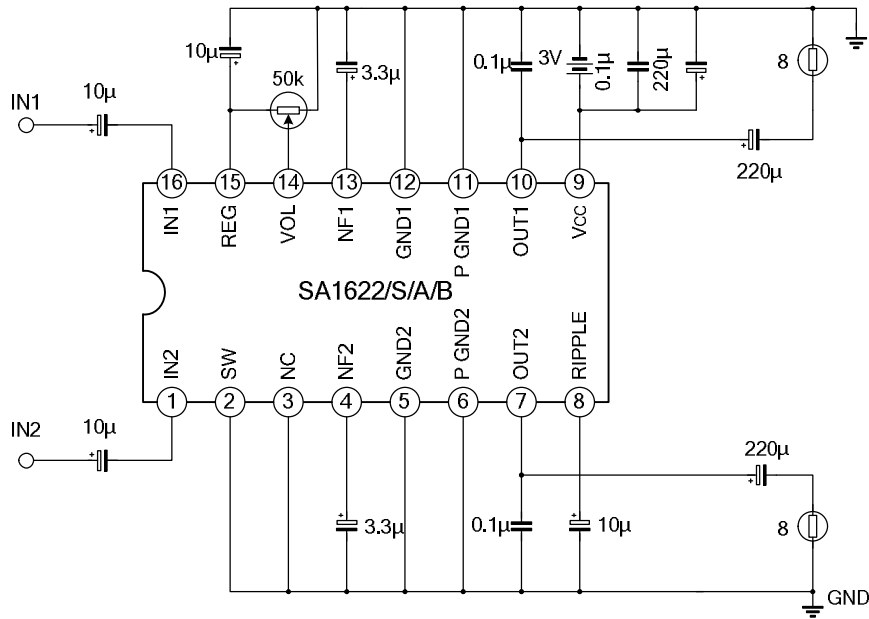 10µ
50k
3.3µ
0.1µ
3V
0.1µ
220µ
8
IN1
10µ
220µ
16
15
14
13
12
11
10
9
IN1
REG
VOL
NF1
GND1
P GND1
OUT1
VCC
SA1622/S/A/B
IN2
SW
NC
NF2
GND2
P GND2
OUT2
RIPPLE
1
2
3
4
5
6
7
8
IN2
10µ
220µ
3.3µ
0.1µ
10µ
8
GND